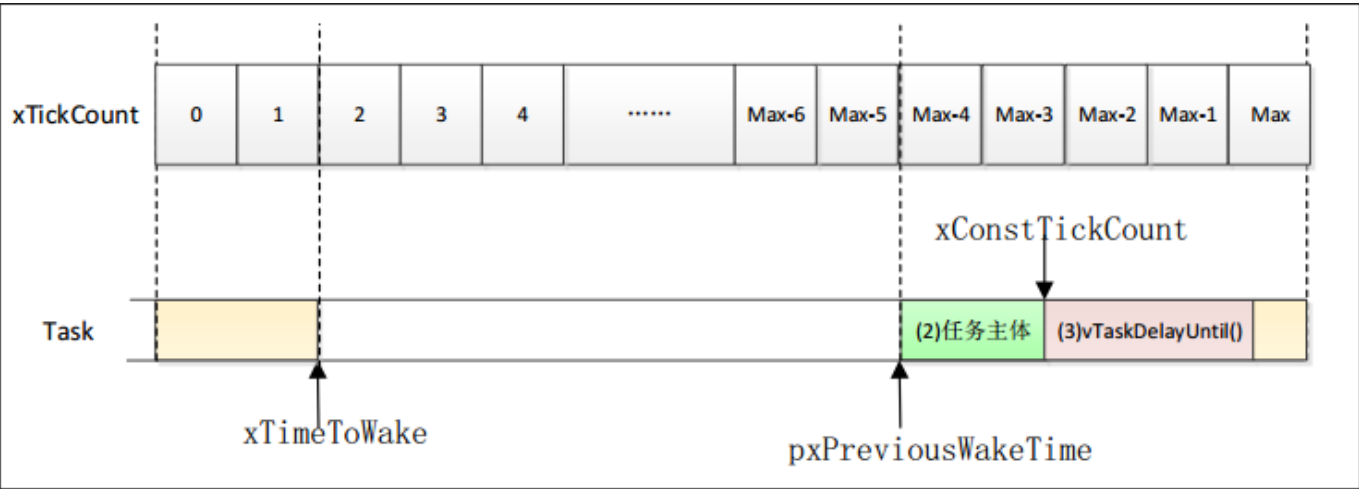 xTickCount 0 1 2 3 4 ...... Max-6 Max-5 Max-4 Max-3 Max-2 Max-1 Max
xConstTickCount
Task (2)任务主体 (3)vTaskDelayUntil()
xTimeToWake
pxPreviousWakeTime